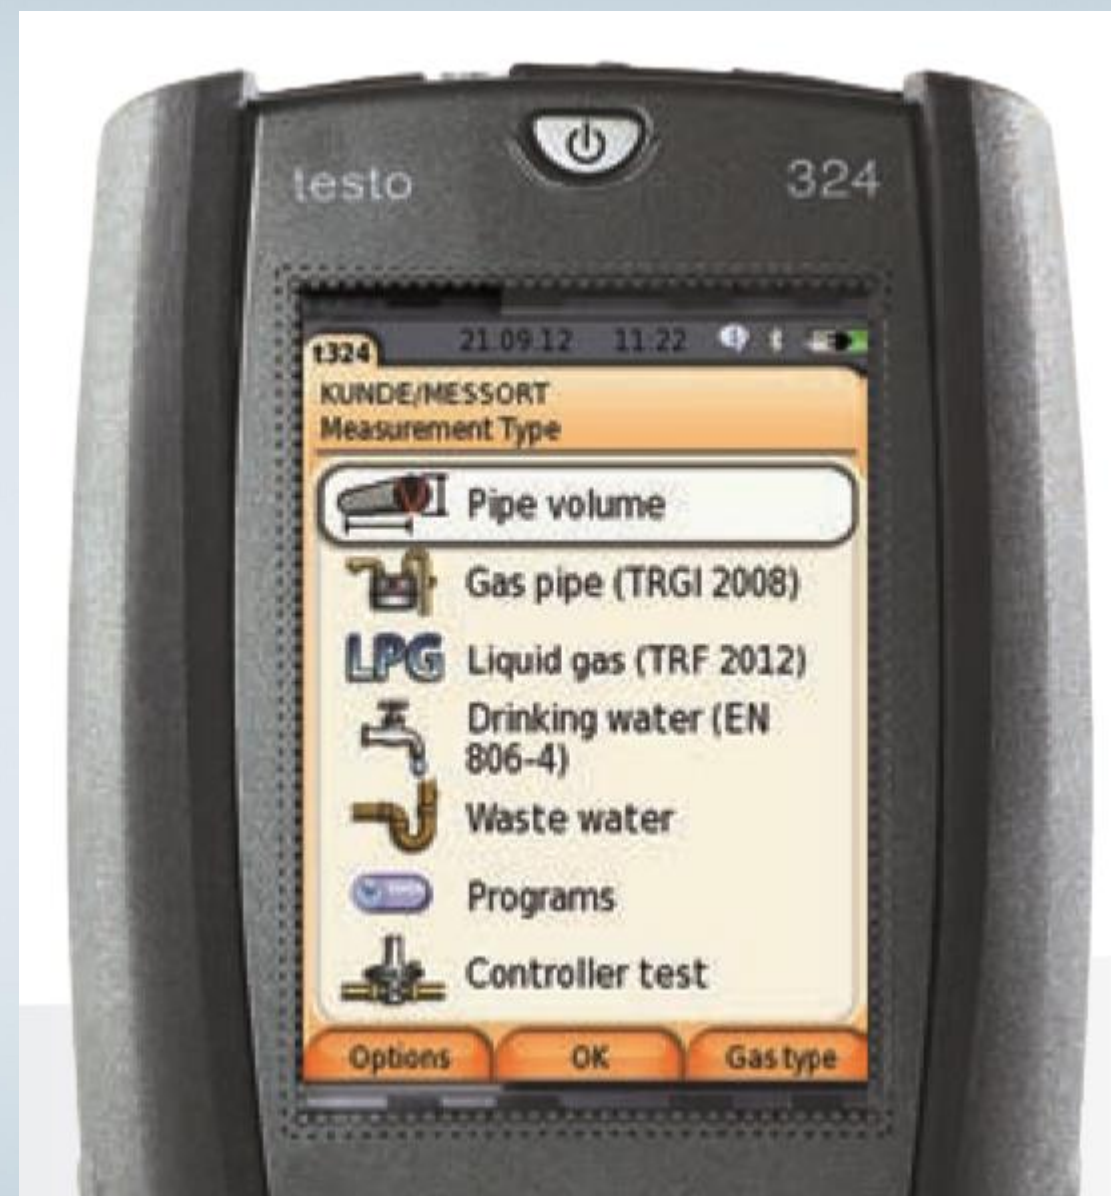 testo 324
t324 21.09.12 11:22
KUNDE/MESSORT
Measurement Type
Pipe volume
Gas pipe (TRGI 2008)
LPG Liquid gas (TRF 2012)
Drinking water (EN
806-4)
Waste water
Programs
Controller test
Options OK Gas type